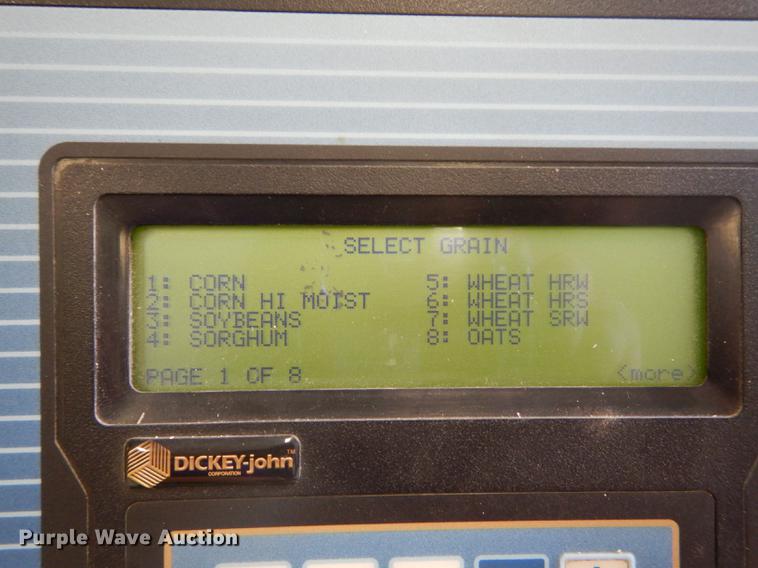 SELECT GRAIN
1: CORN
2: CORN HI MOIST
3: SOYBEANS
4: SORGHUM
5: WHEAT HRW
6: WHEAT HRS
7: WHEAT SRW
8: OATS
PAGE 1 OF 8 <more>
DICKEY-john™
CORPORATION
Purple Wave Auction